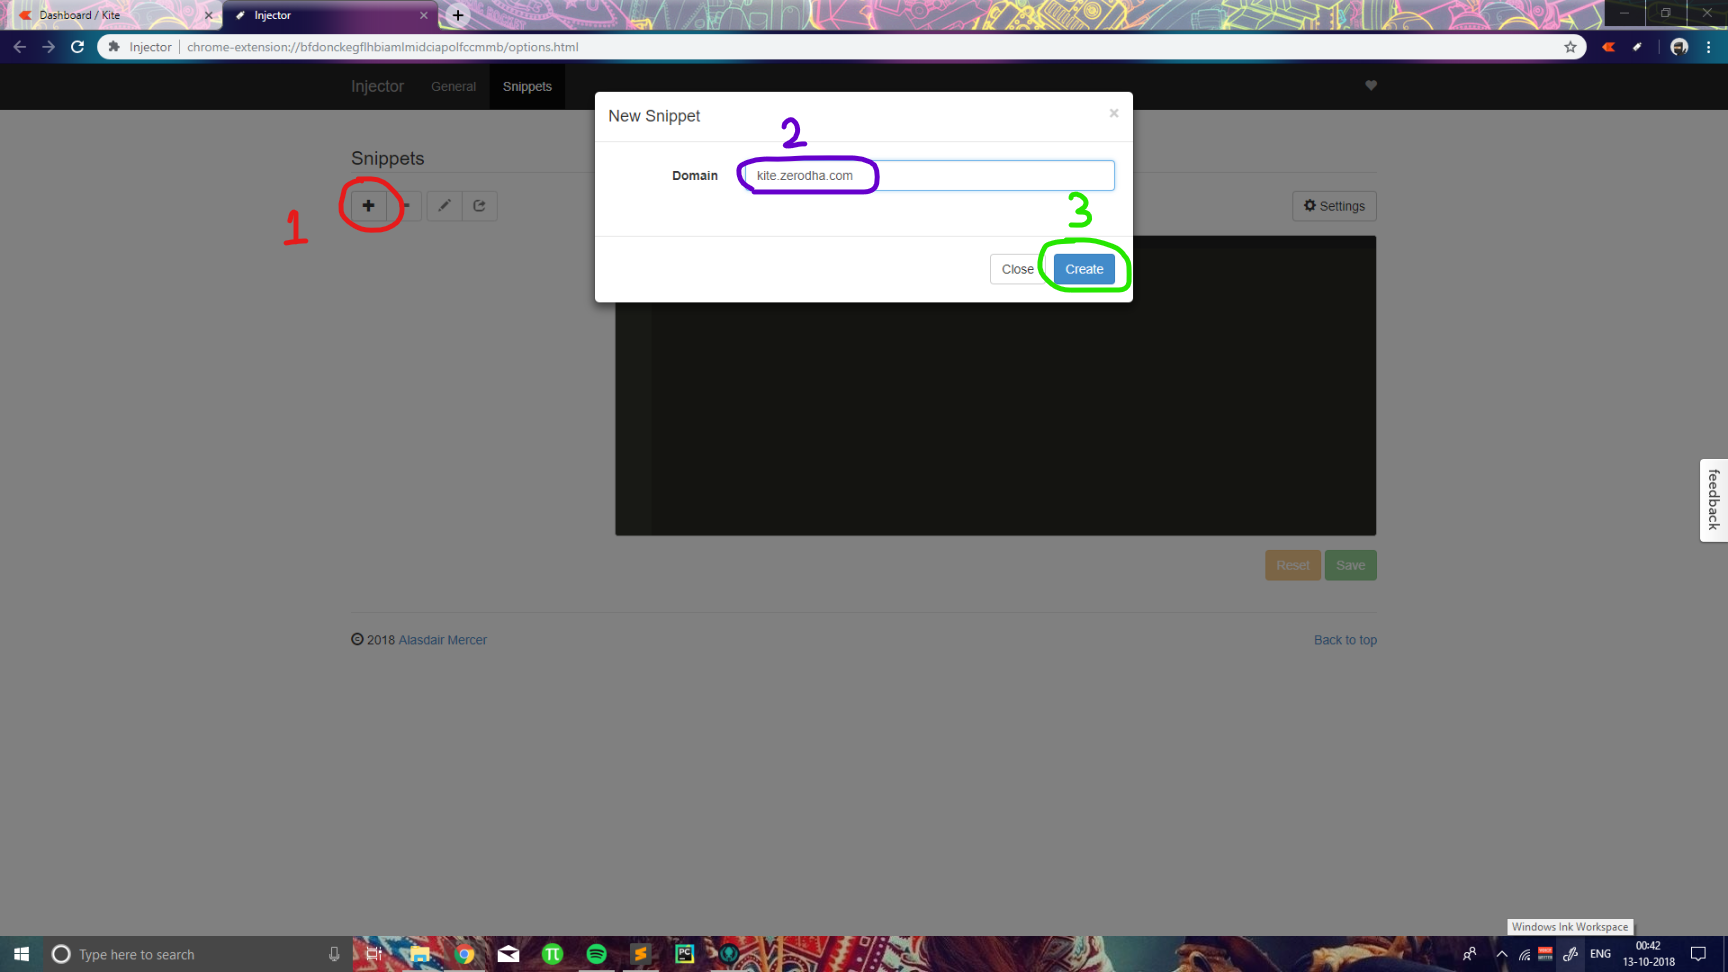 Dashboard / Kite
Injector
Injector
chrome-extension://bfdonckegflhbiamlmidciapolfccmmb/options.html
Injector
General
Snippets
New Snippet
×
2
Snippets
Domain
kite.zerodha.com
1
3
Settings
Close
Create
feedback
Reset
Save
© 2018 Alasdair Mercer
Back to top
Windows Ink Workspace
Type here to search
PC
ENG
00:42
13-10-2018